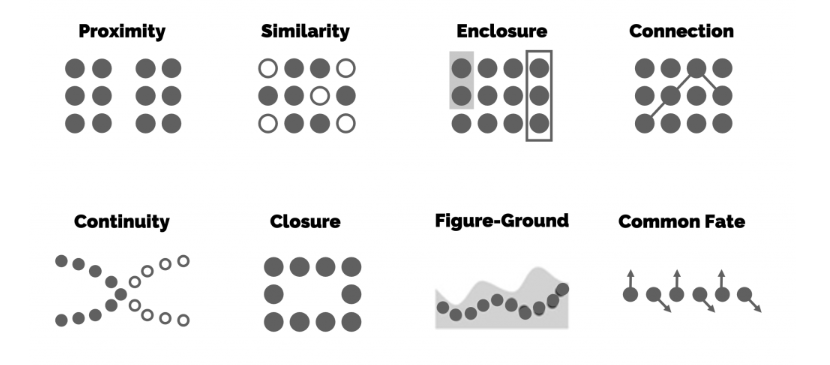 Proximity
Similarity
Enclosure
Connection
Continuity
Closure
Figure-Ground
Common Fate